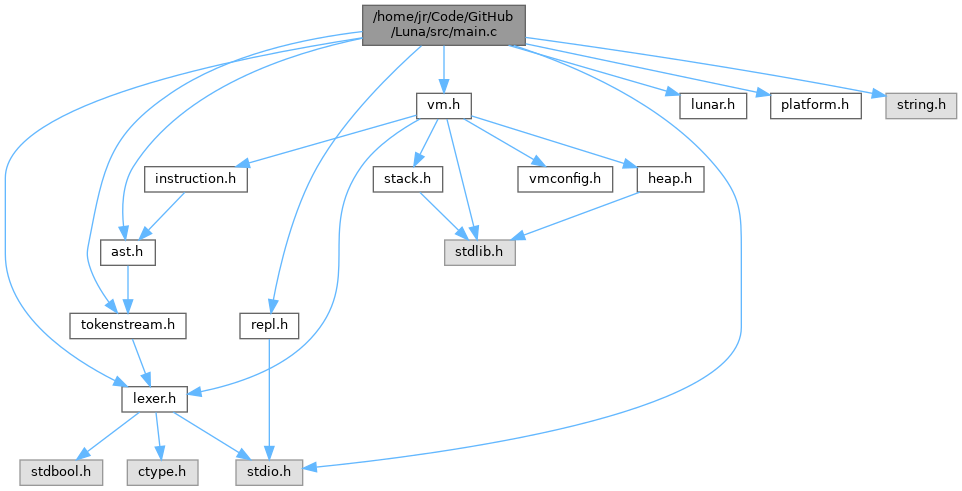 /home/jr/Code/GitHub
/Luna/src/main.c
vm.h
lunar.h
platform.h
string.h
instruction.h
stack.h
vmconfig.h
heap.h
ast.h
stdlib.h
tokenstream.h
repl.h
lexer.h
stdbool.h
ctype.h
stdio.h